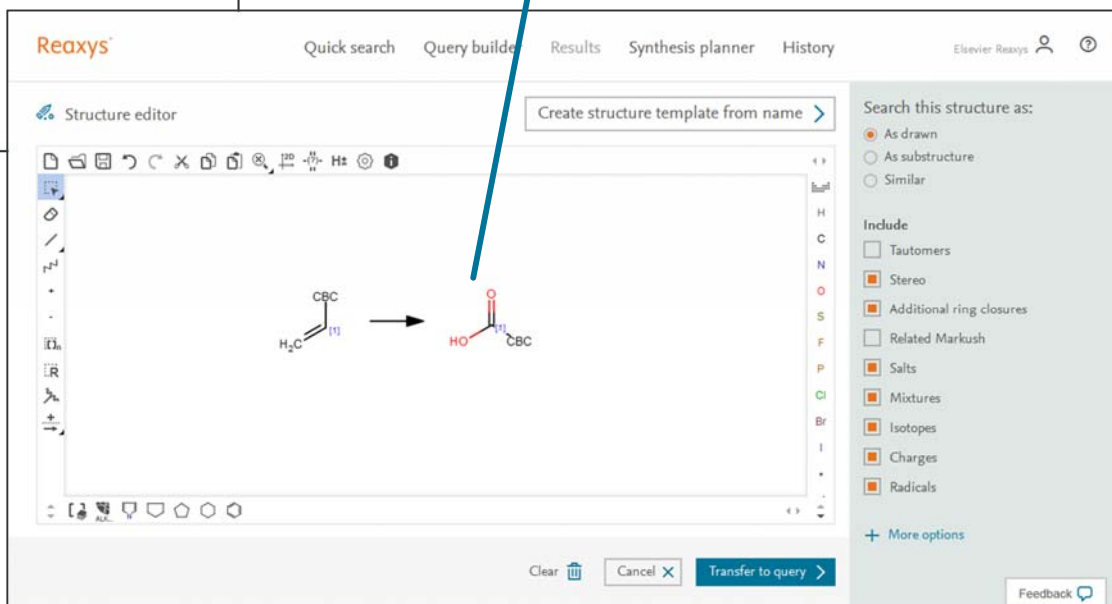 Reaxys
Quick search Query builder Results Synthesis planner History Elsevier Reaxys
Structure editor
Create structure template from name
H±
H
C
N
O
S
F
P
Cl
Br
I
CBC
H₂C [1]
O
HO [1] CBC
Search this structure as:
As drawn
As substructure
Similar
Include
Tautomers
Stereo
Additional ring closures
Related Markush
Salts
Mixtures
Isotopes
Charges
Radicals
+ More options
Clear Cancel Transfer to query
Feedback